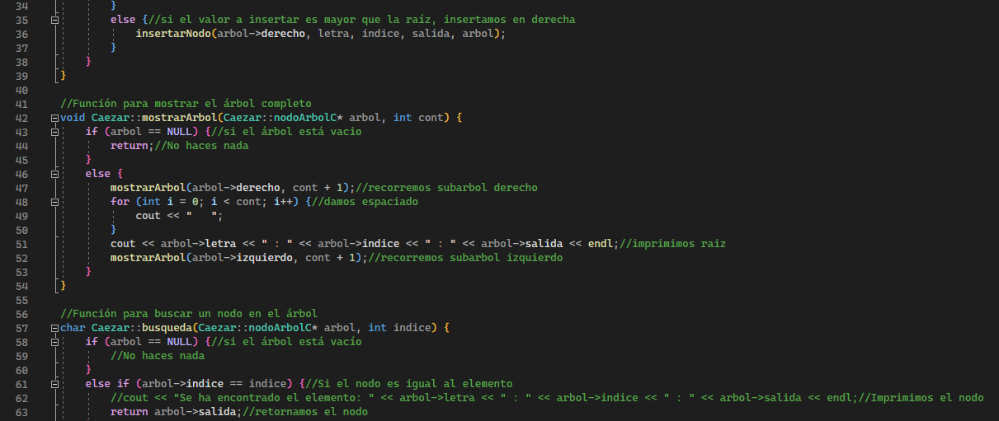 34 }
35 else {//si el valor a insertar es mayor que la raíz, insertamos en derecha
36 insertarNodo(arbol->derecho, letra, indice, salida, arbol);
37 }
38 }
39 }
40
41 //Función para mostrar el árbol completo
42 void Caezar::mostrarArbol(Caezar::nodoArbolC* arbol, int cont) {
43 if (arbol == NULL) {//si el árbol está vacio
44 return;//No haces nada
45 }
46 else {
47 mostrarArbol(arbol->derecho, cont + 1);//recorremos subarbol derecho
48 for (int i = 0; i < cont; i++) {//damos espaciado
49 cout << "   ";
50 }
51 cout << arbol->letra << " : " << arbol->indice << " : " << arbol->salida << endl;//imprimimos raiz
52 mostrarArbol(arbol->izquierdo, cont + 1);//recorremos subarbol izquierdo
53 }
54 }
55
56 //Función para buscar un nodo en el árbol
57 char Caezar::busqueda(Caezar::nodoArbolC* arbol, int indice) {
58 if (arbol == NULL) {//si el árbol está vacio
59 //No haces nada
60 }
61 else if (arbol->indice == indice) {//Si el nodo es igual al elemento
62 //cout << "Se ha encontrado el elemento: " << arbol->letra << " : " << arbol->indice << " : " << arbol->salida << endl;//Imprimimos el nodo
63 return arbol->salida;//retornamos el nodo